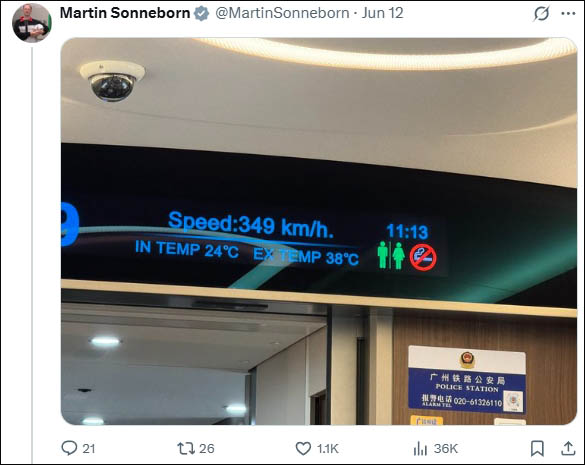 Martin Sonneborn @MartinSonneborn · Jun 12
9
Speed:349 km/h.
11:13
IN TEMP 24℃ EX TEMP 38℃
广州铁路公安局
POLICE STATION
报警电话 020-61326110
ALARM TEL
21
26
1.1K
36K